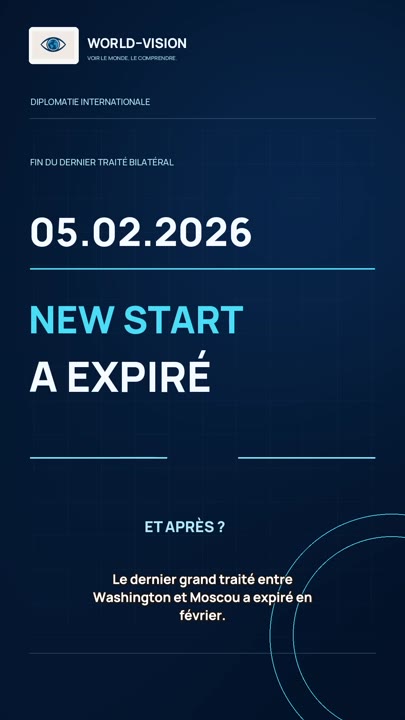 WORLD-VISION
VOIR LE MONDE. LE COMPRENDRE.
DIPLOMATIE INTERNATIONALE
FIN DU DERNIER TRAITÉ BILATÉRAL
05.02.2026
NEW START
A EXPIRÉ
ET APRÈS ?
Le dernier grand traité entre
Washington et Moscou a expiré en
février.